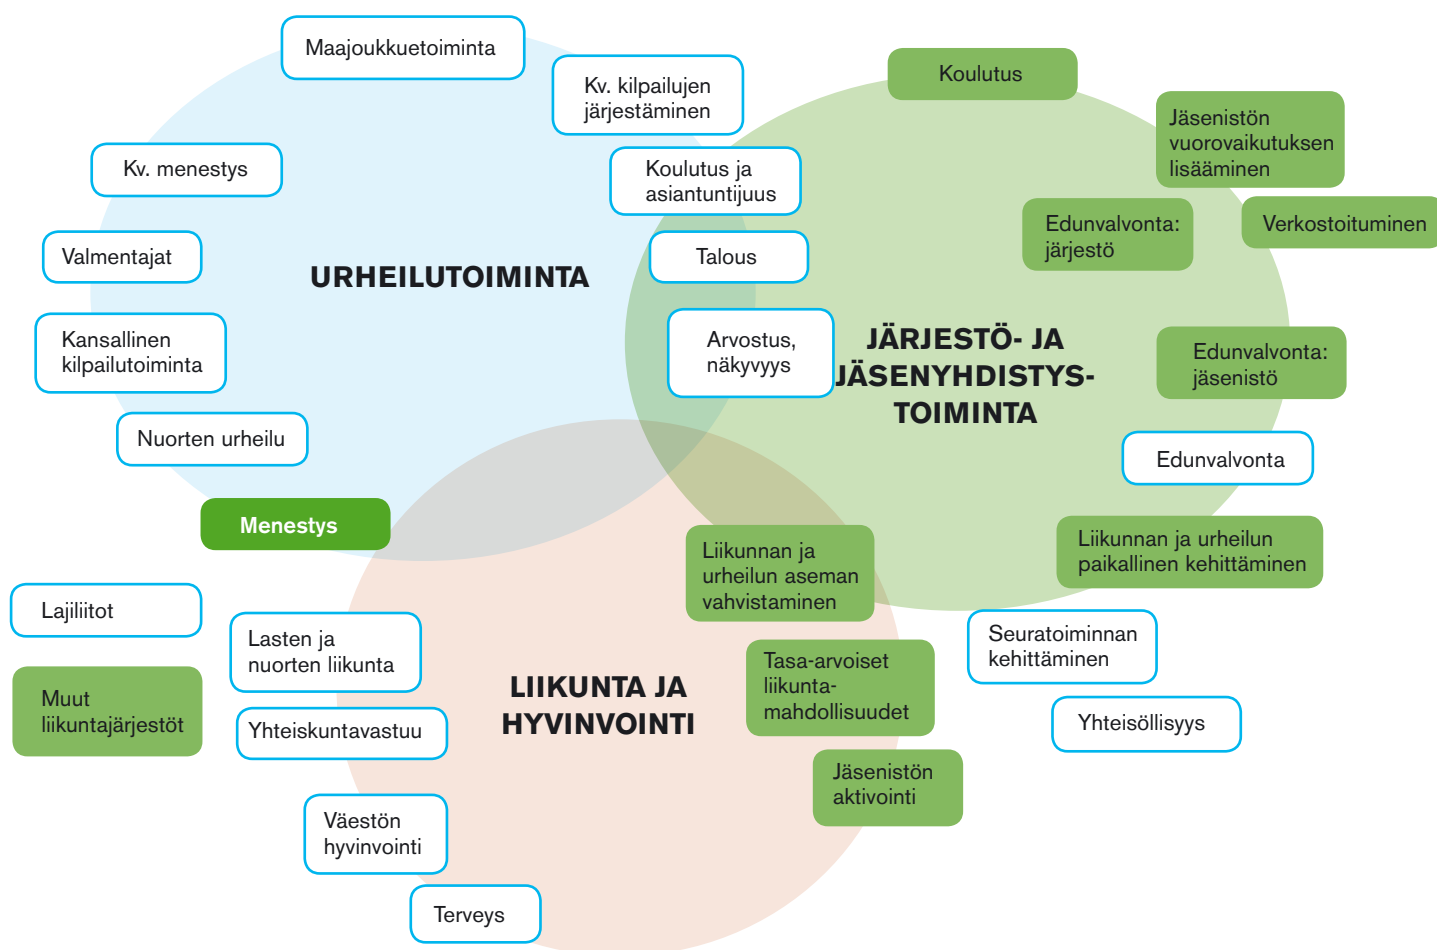 Maajoukkuetoiminta
Kv. kilpailujen
järjestäminen
Koulutus
Jäsenistön
vuorovaikutuksen
lisääminen
Kv. menestys
Koulutus ja
asiantuntijuus
Edunvalvonta:
järjestö
Verkostoituminen
Valmentajat
URHEILUTOIMINTA
Talous
Kansallinen
kilpailutoiminta
Arvostus,
näkyvyys
JÄRJESTÖ- JA
JÄSENYHDISTYS-
TOIMINTA
Edunvalvonta:
jäsenistö
Nuorten urheilu
Edunvalvonta
Menestys
Liikunnan ja
urheilun aseman
vahvistaminen
Liikunnan ja urheilun
paikallinen kehittäminen
Lajiliitot
Lasten ja
nuorten liikunta
Seuratoiminnan
kehittäminen
Muut
liikuntajärjestöt
LIIKUNTA JA
HYVINVOINTI
Tasa-arvoiset
liikunta-
mahdollisuudet
Yhteiskuntavastuu
Yhteisöllisyys
Jäsenistön
aktivointi
Väestön
hyvinvointi
Terveys